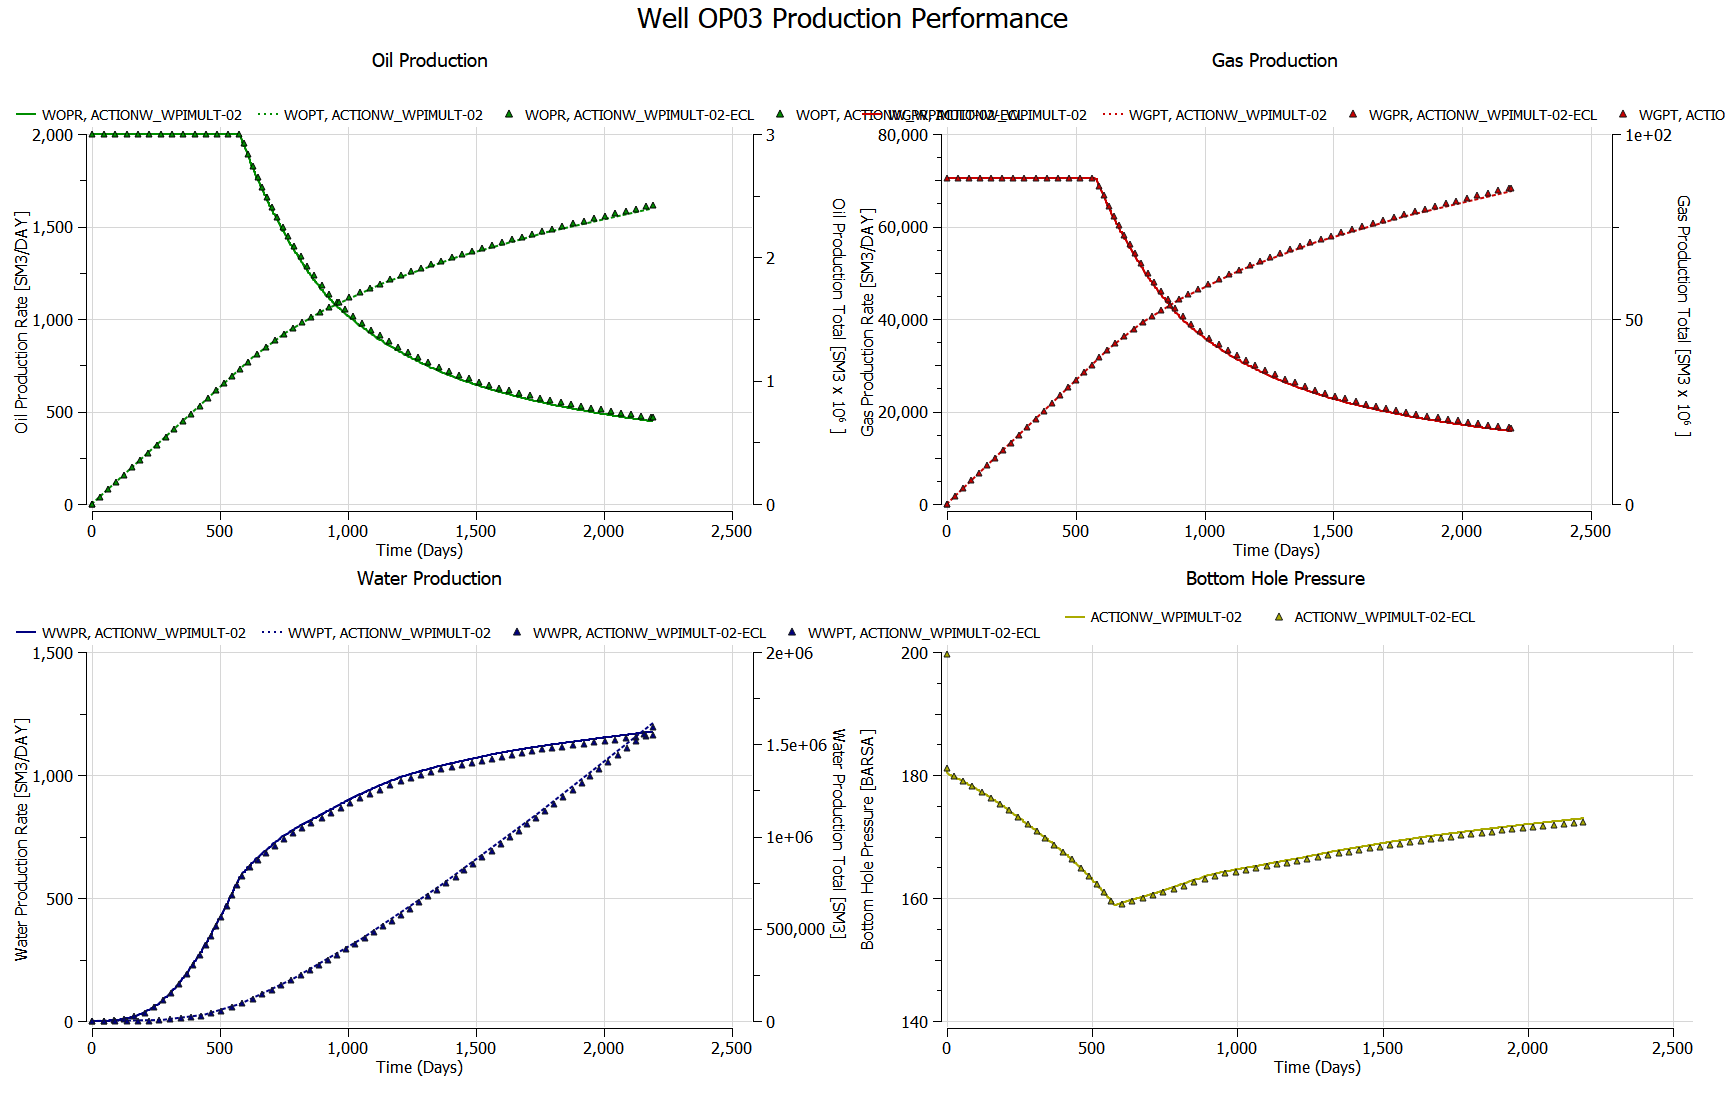 Well OP03 Production Performance
Oil Production
WOPR, ACTIONW_WPIMULT-02
WOPT, ACTIONW_WPIMULT-02
WOPR, ACTIONW_WPIMULT-02-ECL
WOPT, ACTIONW_WPIMULT-02-ECL
2,000
1,500
1,000
500
0
Oil Production Rate [SM3/DAY]
3
2
1
0
Oil Production Total [SM3 x 10⁶ ]
0
500
1,000
1,500
2,000
2,500
Time (Days)
Gas Production
WGPR, ACTIONW_WPIMULT-02
WGPT, ACTIONW_WPIMULT-02
WGPR, ACTIONW_WPIMULT-02-ECL
WGPT, ACTIO
80,000
60,000
40,000
20,000
0
Gas Production Rate [SM3/DAY]
1e+02
50
0
Gas Production Total [SM3 x 10⁶ ]
0
500
1,000
1,500
2,000
2,500
Time (Days)
Water Production
WWPR, ACTIONW_WPIMULT-02
WWPT, ACTIONW_WPIMULT-02
WWPR, ACTIONW_WPIMULT-02-ECL
WWPT, ACTIONW_WPIMULT-02-ECL
1,500
1,000
500
0
Water Production Rate [SM3/DAY]
2e+06
1.5e+06
1e+06
500,000
0
Water Production Total [SM3]
0
500
1,000
1,500
2,000
2,500
Time (Days)
Bottom Hole Pressure
ACTIONW_WPIMULT-02
ACTIONW_WPIMULT-02-ECL
200
180
160
140
Bottom Hole Pressure [BARSA]
0
500
1,000
1,500
2,000
2,500
Time (Days)